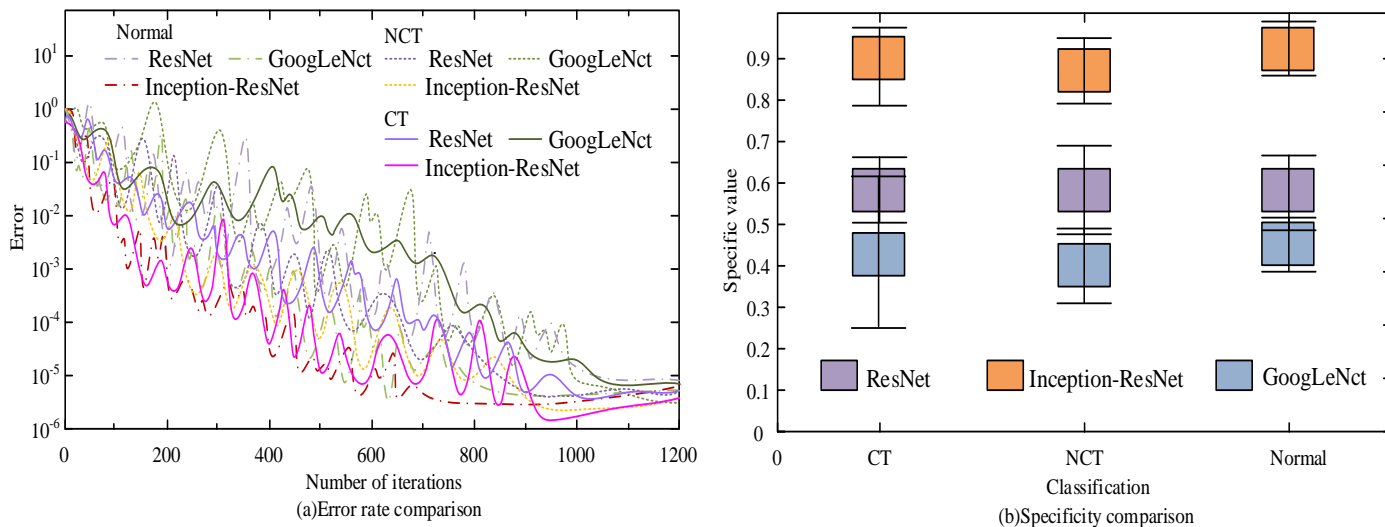 Normal
ResNet GoogLeNct
Inception-ResNet
NCT
ResNet GoogLeNct
Inception-ResNet
CT
ResNet GoogLeNct
Inception-ResNet
10^1
10^0
10^-1
10^-2
10^-3
10^-4
10^-5
10^-6
Error
0 200 400 600 800 1000 1200
Number of iterations
(a)Error rate comparison
0.9
0.8
0.7
0.6
0.5
0.4
0.3
0.2
0.1
0
Specific value
ResNet Inception-ResNet GoogLeNct
0 CT NCT Normal
Classification
(b)Specificity comparison